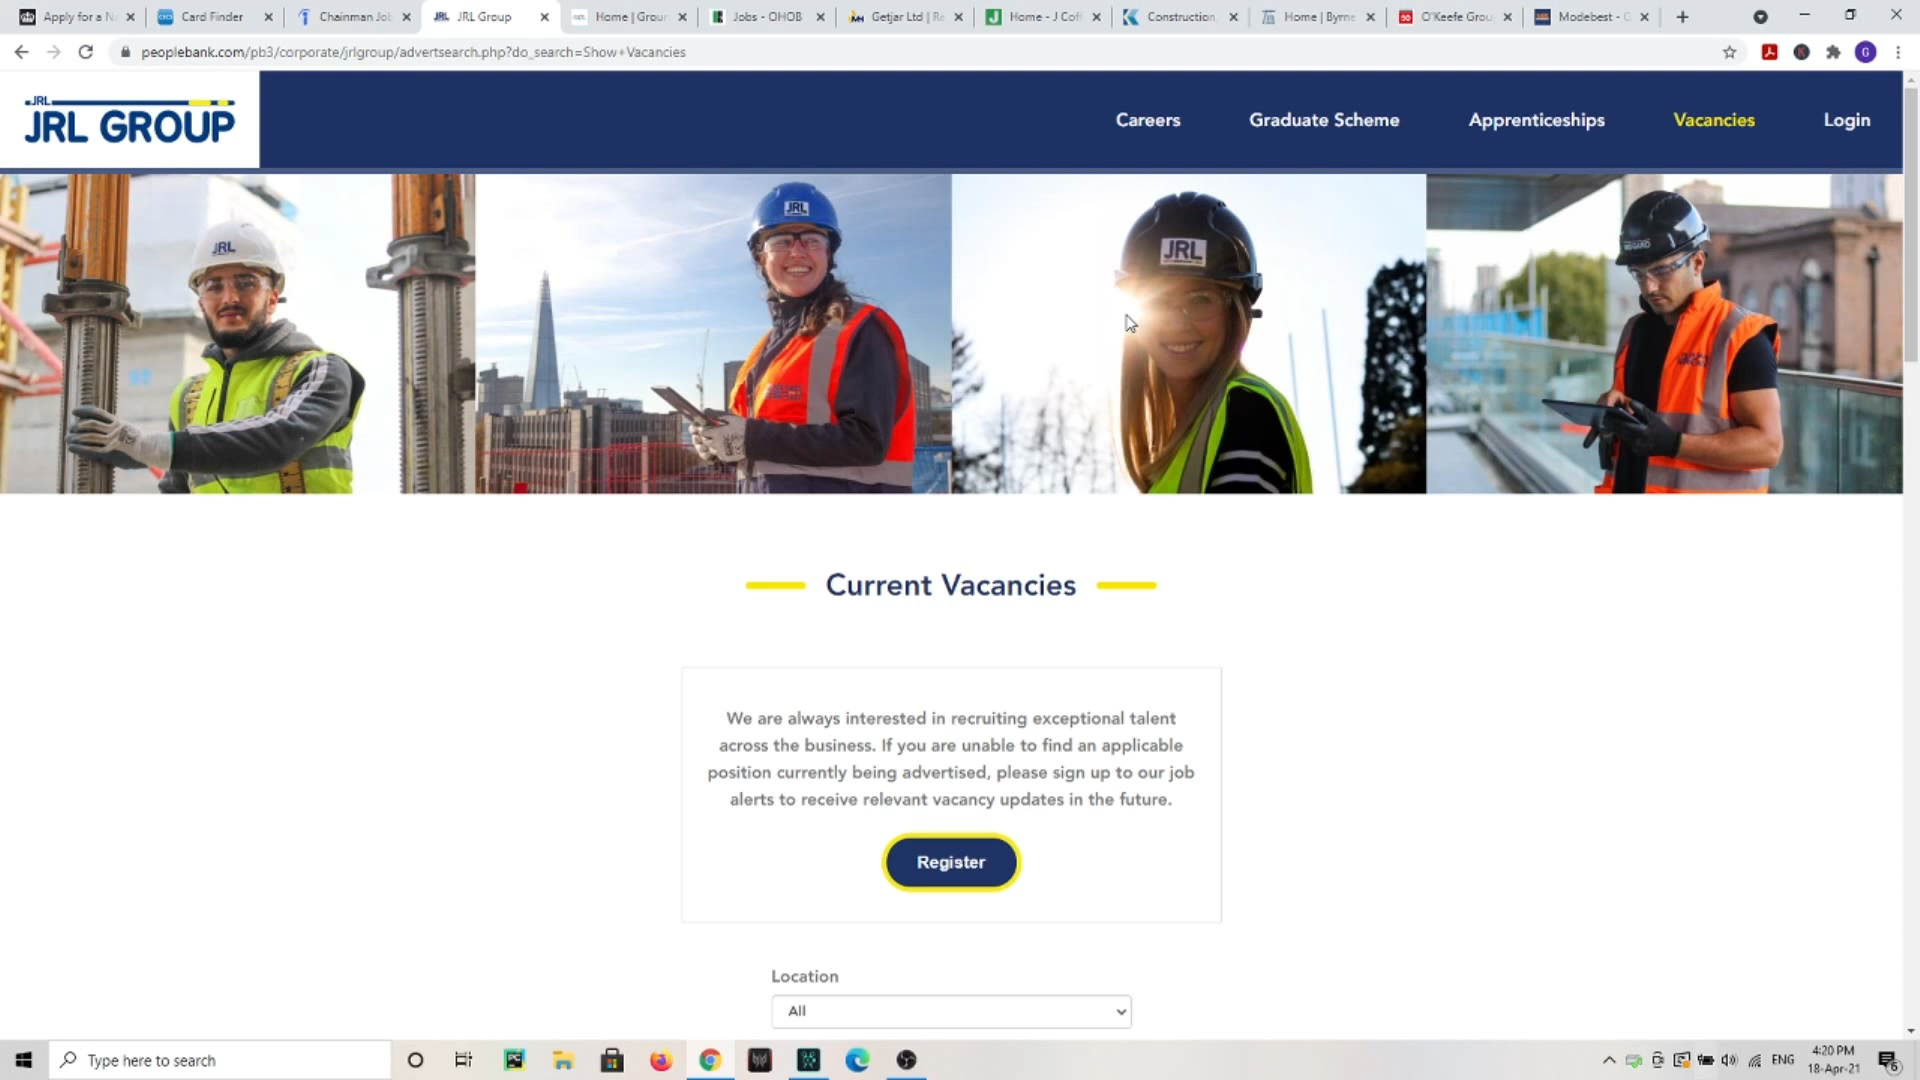 Apply for a Na
Card Finder
Chainman Job
JRL Group
Home | Groun
Jobs - OHOB
Getjar Ltd | Re
Home - J Coff
Construction
Home | Byrne
O'Keefe Grou
Modebest - G
peoplebank.com/pb3/corporate/jrlgroup/advertsearch.php?do_search=Show+Vacancies
G
JRL
JRL GROUP
Careers
Graduate Scheme
Apprenticeships
Vacancies
Login
JRL
JRL
JRL
Current Vacancies
We are always interested in recruiting exceptional talent
across the business. If you are unable to find an applicable
position currently being advertised, please sign up to our job
alerts to receive relevant vacancy updates in the future.
Register
Location
All
Type here to search
ENG
4:20 PM
18-Apr-21
6